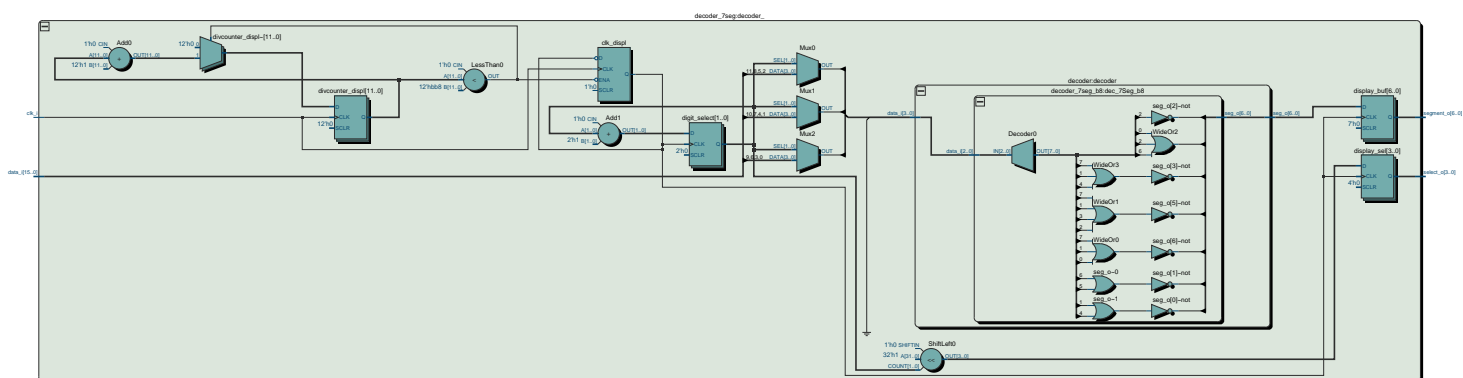 decoder_7seg:decoder_
1'h0 CIN
A[11..0]
12'h1 B[11..0]
Add0
+
OUT[11..0]
12'h0
1
divcounter_displ~[11..0]
divcounter_displ[11..0]
D
CLK
Q
12'h0
SCLR
LessThan0
1'h0 CIN
A[11..0]
12'hbb8 B[11..0]
<
OUT
clk_displ
D
CLK
ENA
1'h0
SCLR
Q
1'h0 CIN
A[1..0]
2'h1 B[1..0]
Add1
+
OUT[1..0]
digit_select[1..0]
D
CLK
2'h0
SCLR
Q
Mux0
SEL[1..0]
DATA[3..0]
OUT
Mux1
SEL[1..0]
DATA[3..0]
OUT
Mux2
SEL[1..0]
DATA[3..0]
OUT
data_i[15..0]
data_i[3..0]
decoder:decoder
decoder_7seg_b8:dec_7Seg_b8
data_i[2..0]
Decoder0
IN[2..0]
OUT[7..0]
seg_o[2]~not
WideOr2
WideOr3
seg_o[3]~not
WideOr1
seg_o[5]~not
WideOr0
seg_o[6]~not
seg_o~0
seg_o[1]~not
seg_o~1
seg_o[0]~not
seg_o[6..0]
seg_o[6..0]
display_buf[6..0]
D
CLK
7'h0
SCLR
Q
segment_o[6..0]
display_sel[3..0]
D
CLK
4'h0
SCLR
Q
select_o[3..0]
ShiftLeft0
1'h0 SHIFTIN
32'h1 A[31..0]
COUNT[1..0]
<<
OUT[3..0]